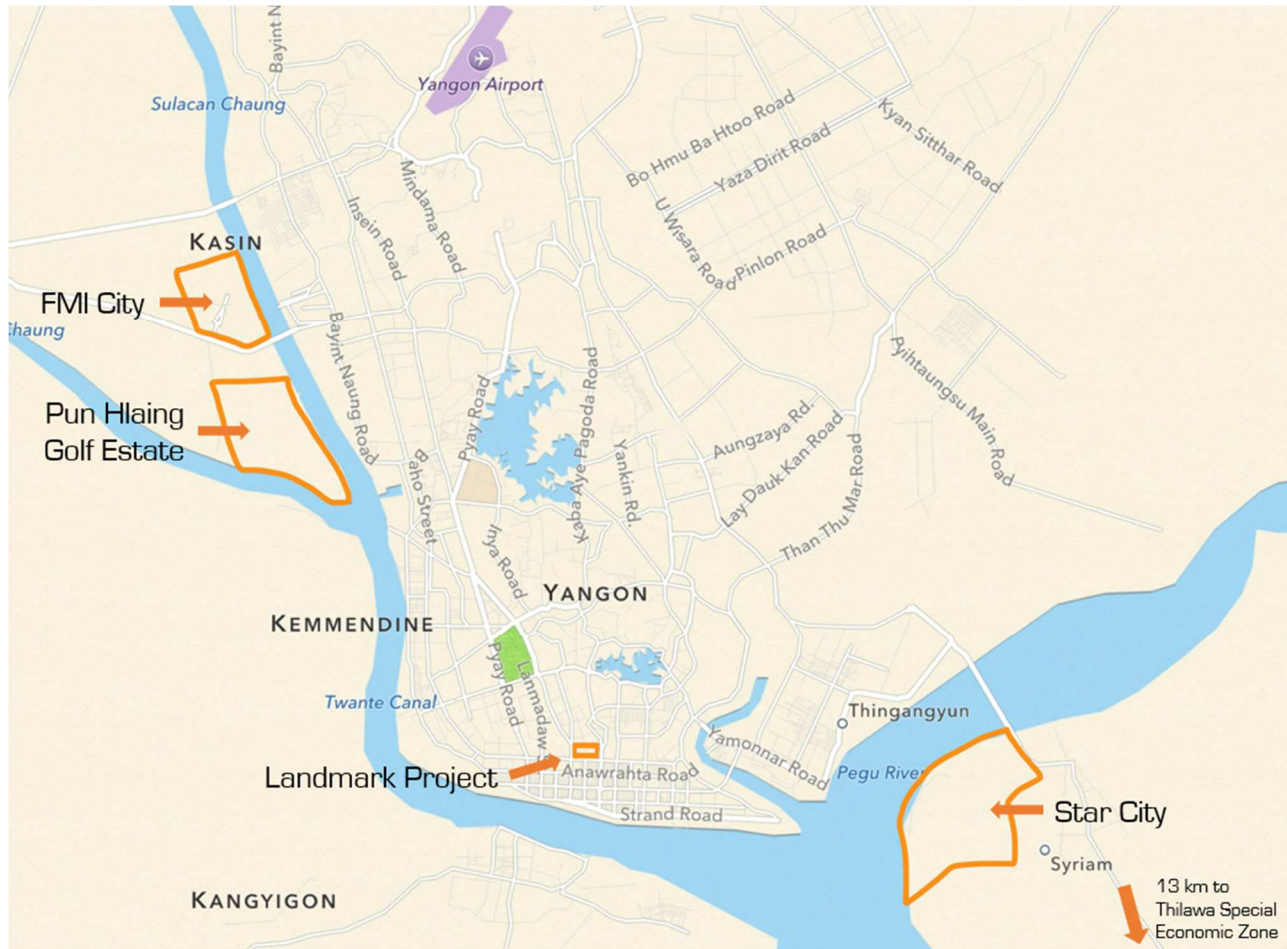 Bayint N
Sulacan Chaung
Yangon Airport
Bo Hmu Ba Htoo Road
Kyan Sitthar Road
Yaza Dirit Road
Mindama Road
Insein Road
U Wisara Road
Pinlon Road
KASIN
FMI City
Chaung
Bayint Naung Road
Pyay Road
Kaba Aye Pagoda Road
Pyihtaungsu Main Road
Pun Hlaing
Golf Estate
Baho Street
Yankin Rd.
Aungzaya Rd.
Lay Dauk Kan Road
Than Thu Mar Road
Inya Road
YANGON
KEMMENDINE
Pyay Road
Lanmadaw S
Twante Canal
Thingangyun
Yamonnar Road
Landmark Project
Anawrahta Road
Pegu River
Strand Road
Star City
Syriam
KANGYIGON
13 km to
Thilawa Special
Economic Zone